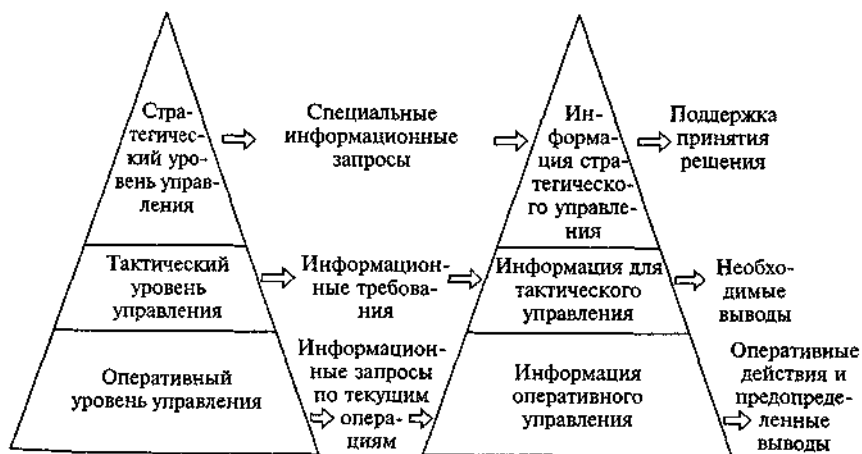 Стра-
тегичес-
кий уро-
вень управ-
ления
Специальные
информационные
запросы
Ин-
форма-
ция стра-
тегическо-
го управле-
ния
Поддержка
принятия
решения
Тактический
уровень
управления
Информацион-
ные требова-
ния
Информация для
тактического
управления
Необхо-
димые
выводы
Оперативный
уровень управления
Информацион-
ные запросы
по текущим
опера-
циям
Информация
оперативного
управления
Оперативные
действия и
предопреде-
ленные
выводы